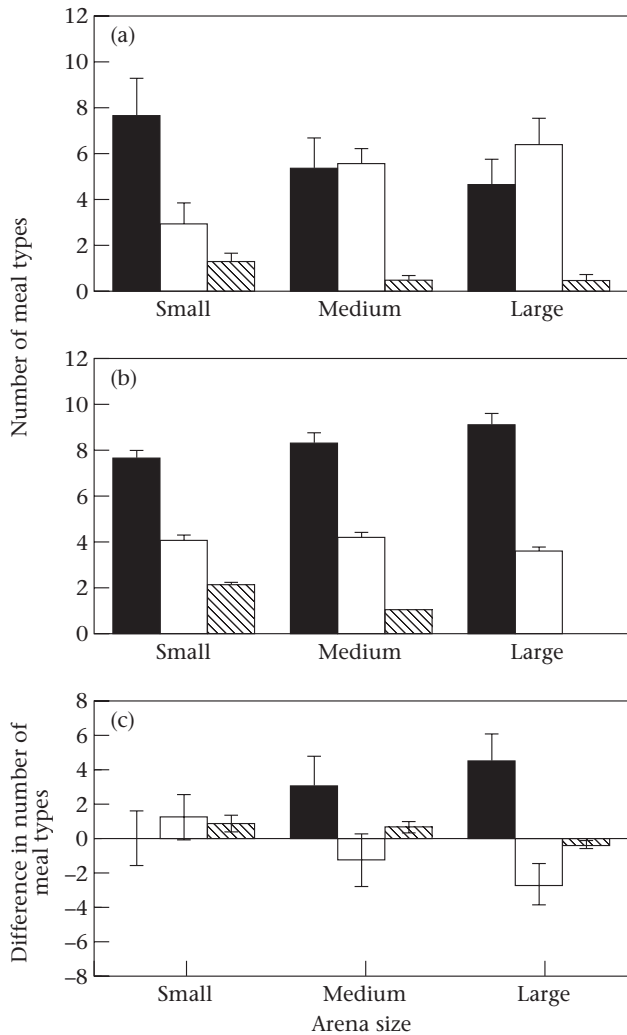 Number of meal types
(a)
12
10
8
6
4
2
0
Small Medium Large
(b)
12
10
8
6
4
2
0
Small Medium Large
Difference in number of
meal types
(c)
8
6
4
2
0
−2
−4
−6
−8
Small Medium Large
Arena size